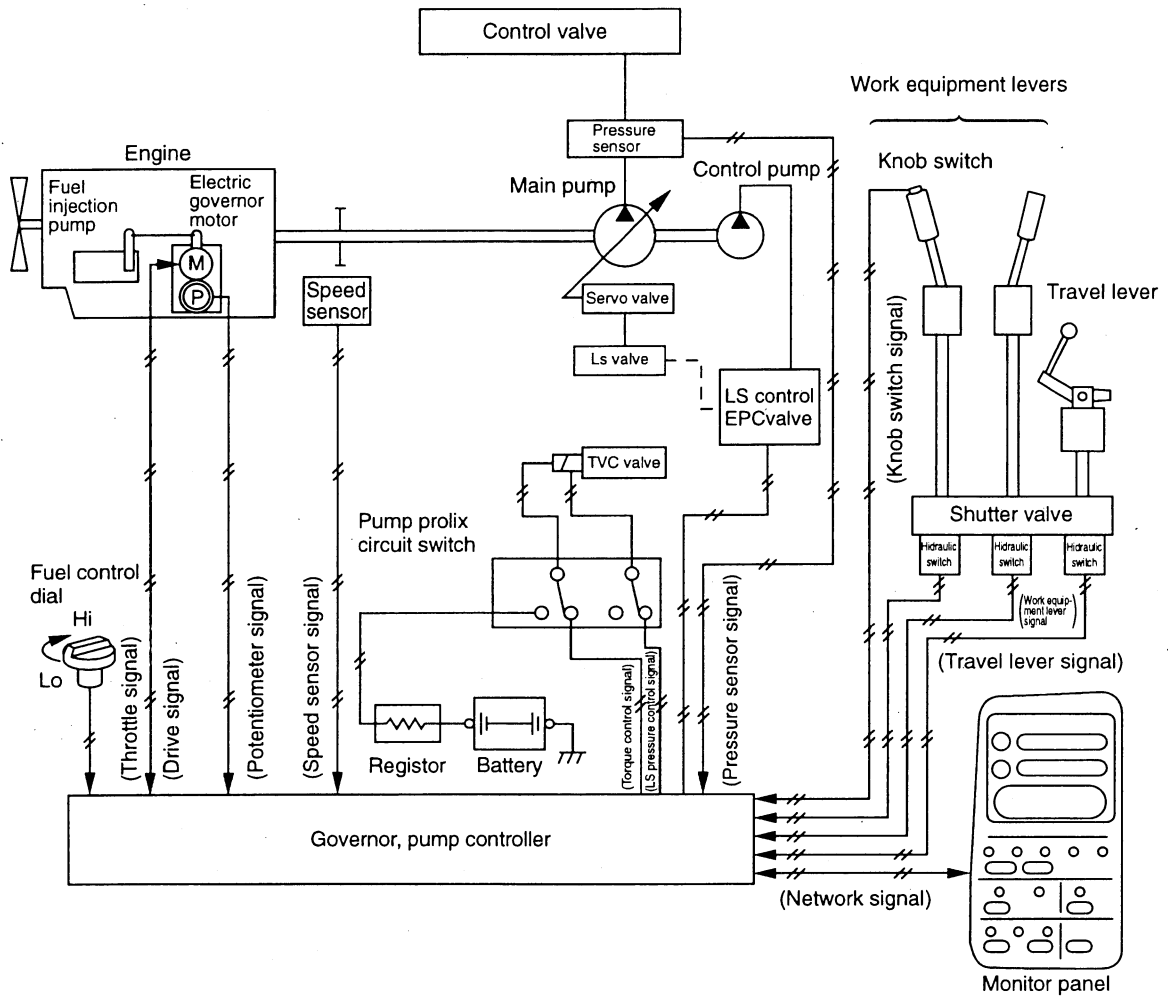 Control valve
Work equipment levers
Pressure
sensor
Engine
Knob switch
Control pump
Main pump
Fuel
injection
pump
Electric
governor
motor
M
P
Speed
sensor
Servo valve
Travel lever
Ls valve
LS control
EPCvalve
(Knob switch signal)
TVC valve
Shutter valve
Pump prolix
circuit switch
Hidraulic
switch
Hidraulic
switch
Hidraulic
switch
Fuel control
dial
Hi
Lo
(Work equip-
ment lever
signal)
(Travel lever signal)
(Throttle signal)
(Drive signal)
(Potentiometer signal)
(Speed sensor signal)
(Torque control signal)
(LS pressure control signal)
(Pressure sensor signal)
Registor
Battery
Governor, pump controller
(Network signal)
Monitor panel